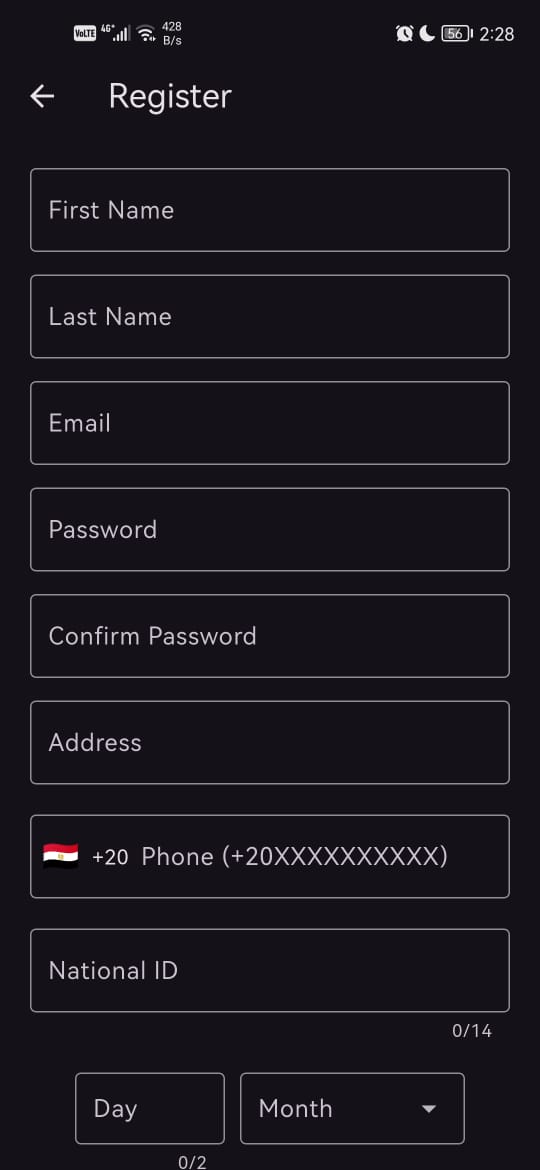 VoLTE 4G+ 428 B/s 56 2:28
Register
First Name
Last Name
Email
Password
Confirm Password
Address
+20 Phone (+20XXXXXXXXXX)
National ID
0/14
Day Month
0/2